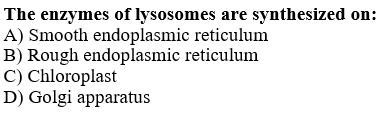 The enzymes of lysosomes are synthesized on:
A) Smooth endoplasmic reticulum
B) Rough endoplasmic reticulum
C) Chloroplast
D) Golgi apparatus